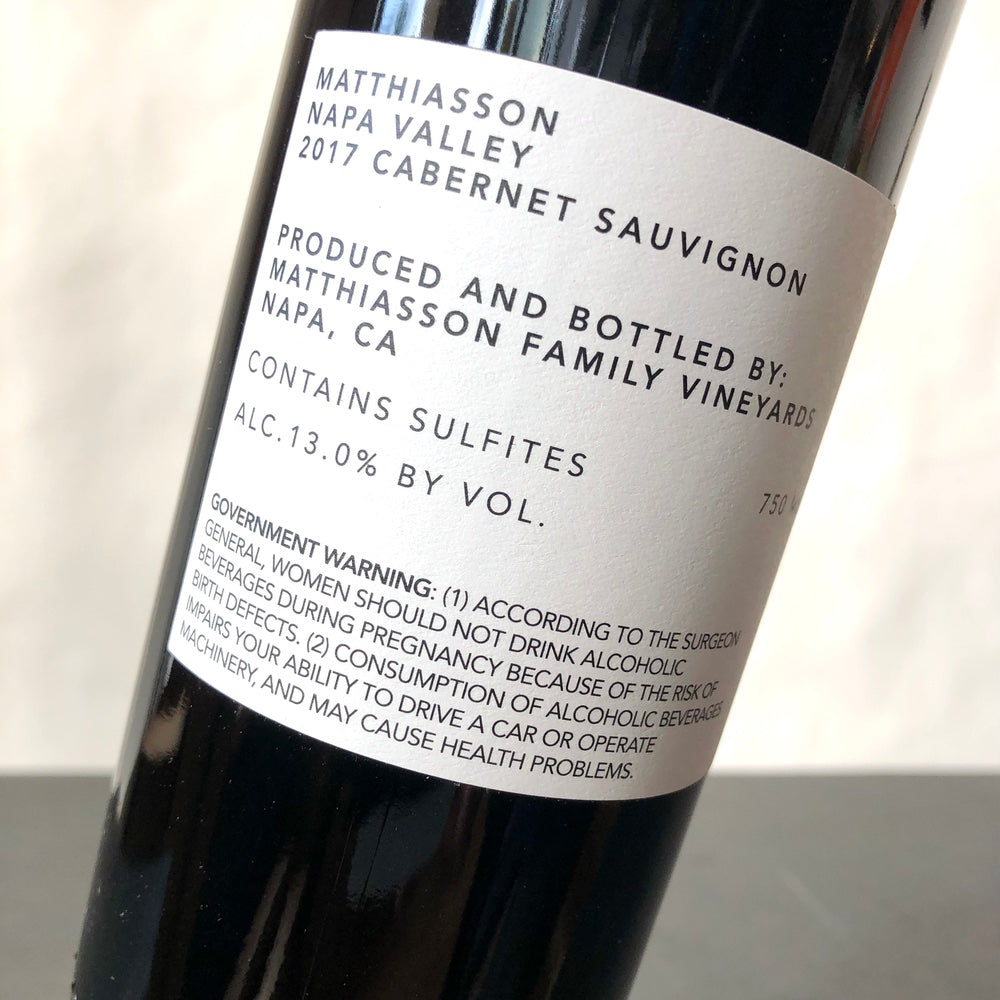 MATTHIASSON
NAPA VALLEY
2017 CABERNET SAUVIGNON
PRODUCED AND BOTTLED BY:
MATTHIASSON FAMILY VINEYARDS
NAPA, CA
CONTAINS SULFITES
750
ALC.13.0% BY VOL.
GOVERNMENT WARNING: (1) ACCORDING TO THE SURGEON
GENERAL, WOMEN SHOULD NOT DRINK ALCOHOLIC
BEVERAGES DURING PREGNANCY BECAUSE OF THE RISK OF
BIRTH DEFECTS. (2) CONSUMPTION OF ALCOHOLIC BEVERAGES
IMPAIRS YOUR ABILITY TO DRIVE A CAR OR OPERATE
MACHINERY, AND MAY CAUSE HEALTH PROBLEMS.